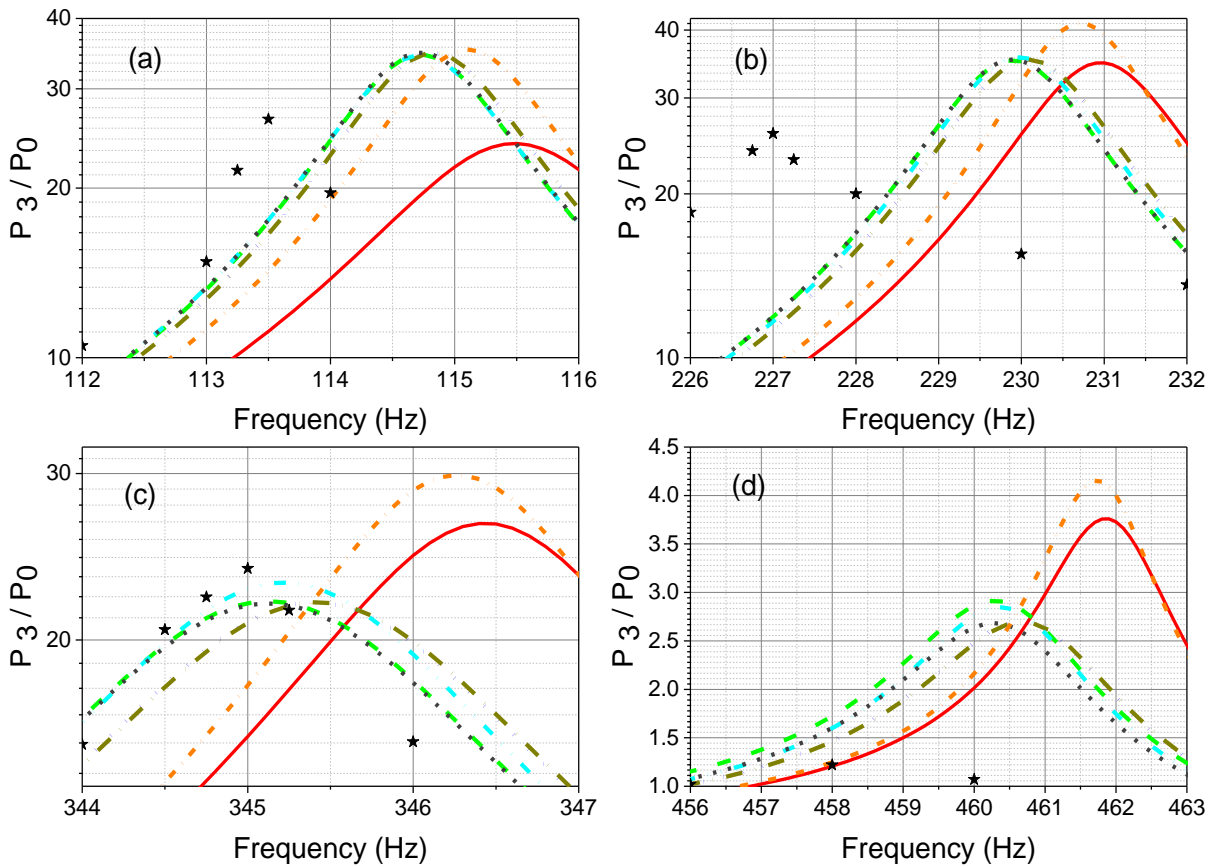 (a)
40
30
20
10
P 3 / P0
112 113 114 115 116
Frequency (Hz)
(b)
40
30
20
10
P 3 / P0
226 227 228 229 230 231 232
Frequency (Hz)
(c)
30
20
P 3 / P0
344 345 346 347
Frequency (Hz)
(d)
4.5
4.0
3.5
3.0
2.5
2.0
1.5
1.0
P 3 / P0
456 457 458 459 460 461 462 463
Frequency (Hz)